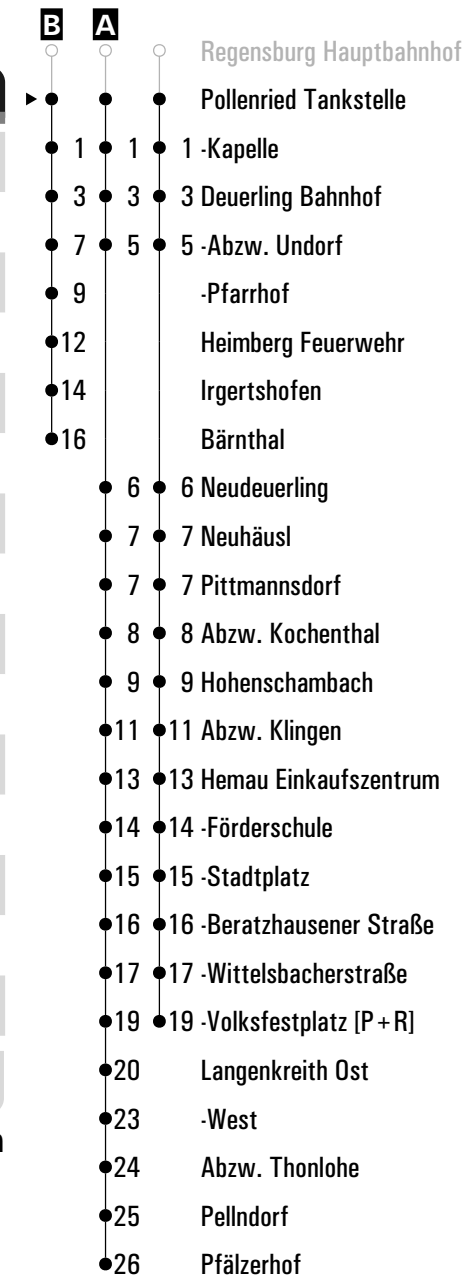 B A
Regensburg Hauptbahnhof
Pollenried Tankstelle
1 1 1 -Kapelle
3 3 3 Deuerling Bahnhof
7 5 5 -Abzw. Undorf
9 -Pfarrhof
12 Heimberg Feuerwehr
14 Irgertshofen
16 Bärnthal
6 6 Neudeuerling
7 7 Neuhäusl
7 7 Pittmannsdorf
8 8 Abzw. Kochenthal
9 9 Hohenschambach
11 11 Abzw. Klingen
13 13 Hemau Einkaufszentrum
14 14 -Förderschule
15 15 -Stadtplatz
16 16 -Beratzhausener Straße
17 17 -Wittelsbacherstraße
19 19 -Volksfestplatz [P+R]
20 Langenkreith Ost
23 -West
24 Abzw. Thonlohe
25 Pellndorf
26 Pfälzerhof